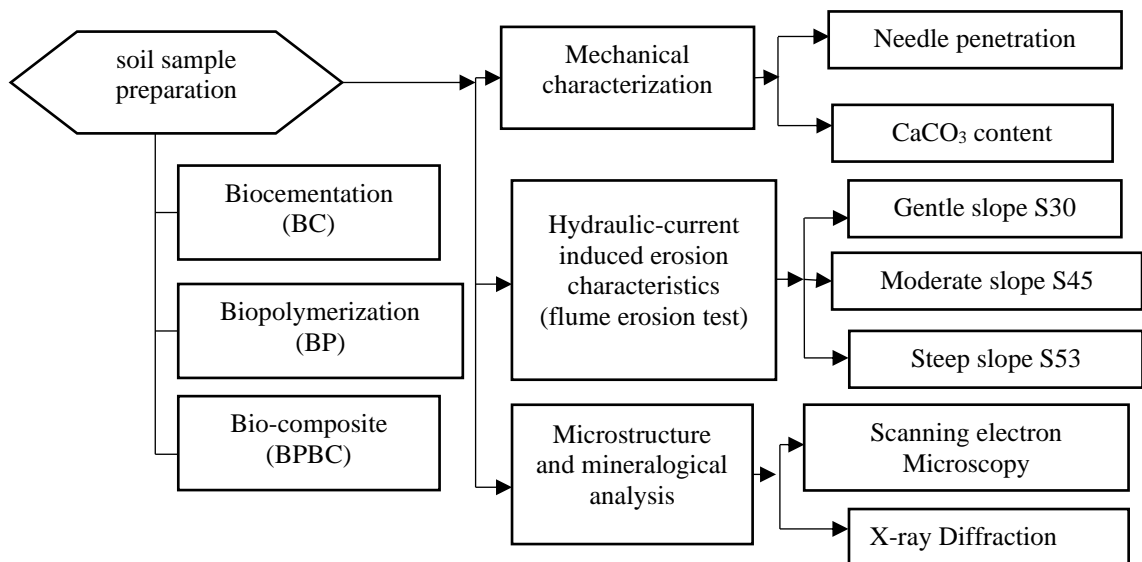 soil sample
preparation
Biocementation
(BC)
Biopolymerization
(BP)
Bio-composite
(BPBC)
Mechanical
characterization
Needle penetration
CaCO₃ content
Hydraulic-current
induced erosion
characteristics
(flume erosion test)
Gentle slope S30
Moderate slope S45
Steep slope S53
Microstructure
and mineralogical
analysis
Scanning electron
Microscopy
X-ray Diffraction